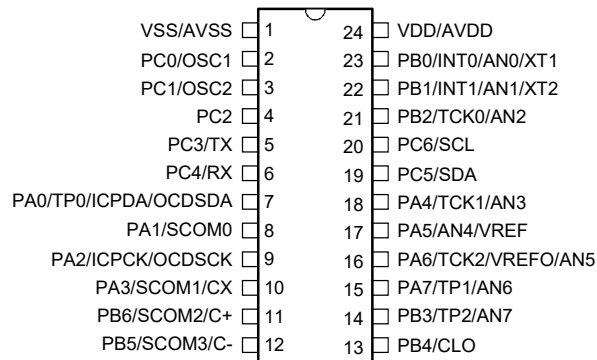 VSS/AVSS 1 24 VDD/AVDD
PC0/OSC1 2 23 PB0/INT0/AN0/XT1
PC1/OSC2 3 22 PB1/INT1/AN1/XT2
PC2 4 21 PB2/TCK0/AN2
PC3/TX 5 20 PC6/SCL
PC4/RX 6 19 PC5/SDA
PA0/TP0/ICPDA/OCDSDA 7 18 PA4/TCK1/AN3
PA1/SCOM0 8 17 PA5/AN4/VREF
PA2/ICPCK/OCDSCK 9 16 PA6/TCK2/VREFO/AN5
PA3/SCOM1/CX 10 15 PA7/TP1/AN6
PB6/SCOM2/C+ 11 14 PB3/TP2/AN7
PB5/SCOM3/C- 12 13 PB4/CLO